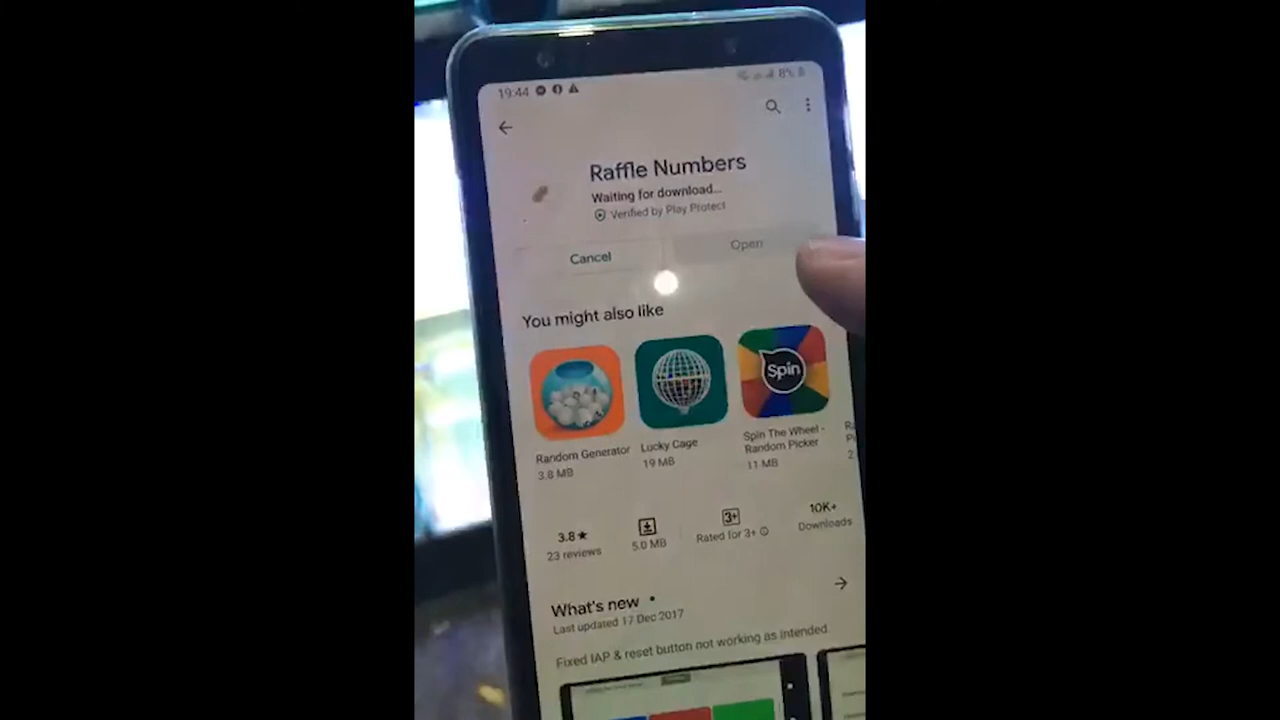 19:44
8%
Raffle Numbers
Waiting for download...
Verified by Play Protect
Cancel
Open
You might also like
Spin
Random Generator
3.8 MB
Lucky Cage
19 MB
Spin The Wheel -
Random Picker
11 MB
3.8★
23 reviews
5.0 MB
3+
Rated for 3+
10K+
Downloads
What's new
Last updated 17 Dec 2017
Fixed IAP & reset button not working as intended.